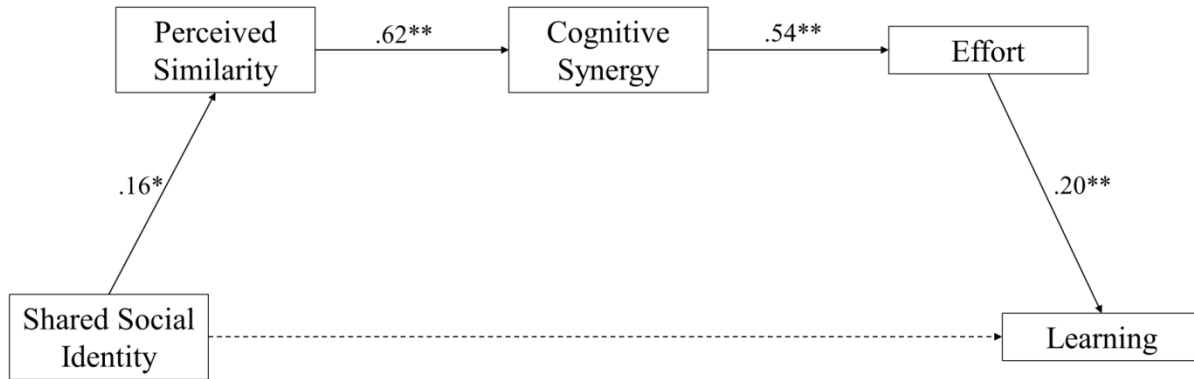 Perceived
Similarity
.62**
Cognitive
Synergy
.54**
Effort
.16*
.20**
Shared Social
Identity
Learning